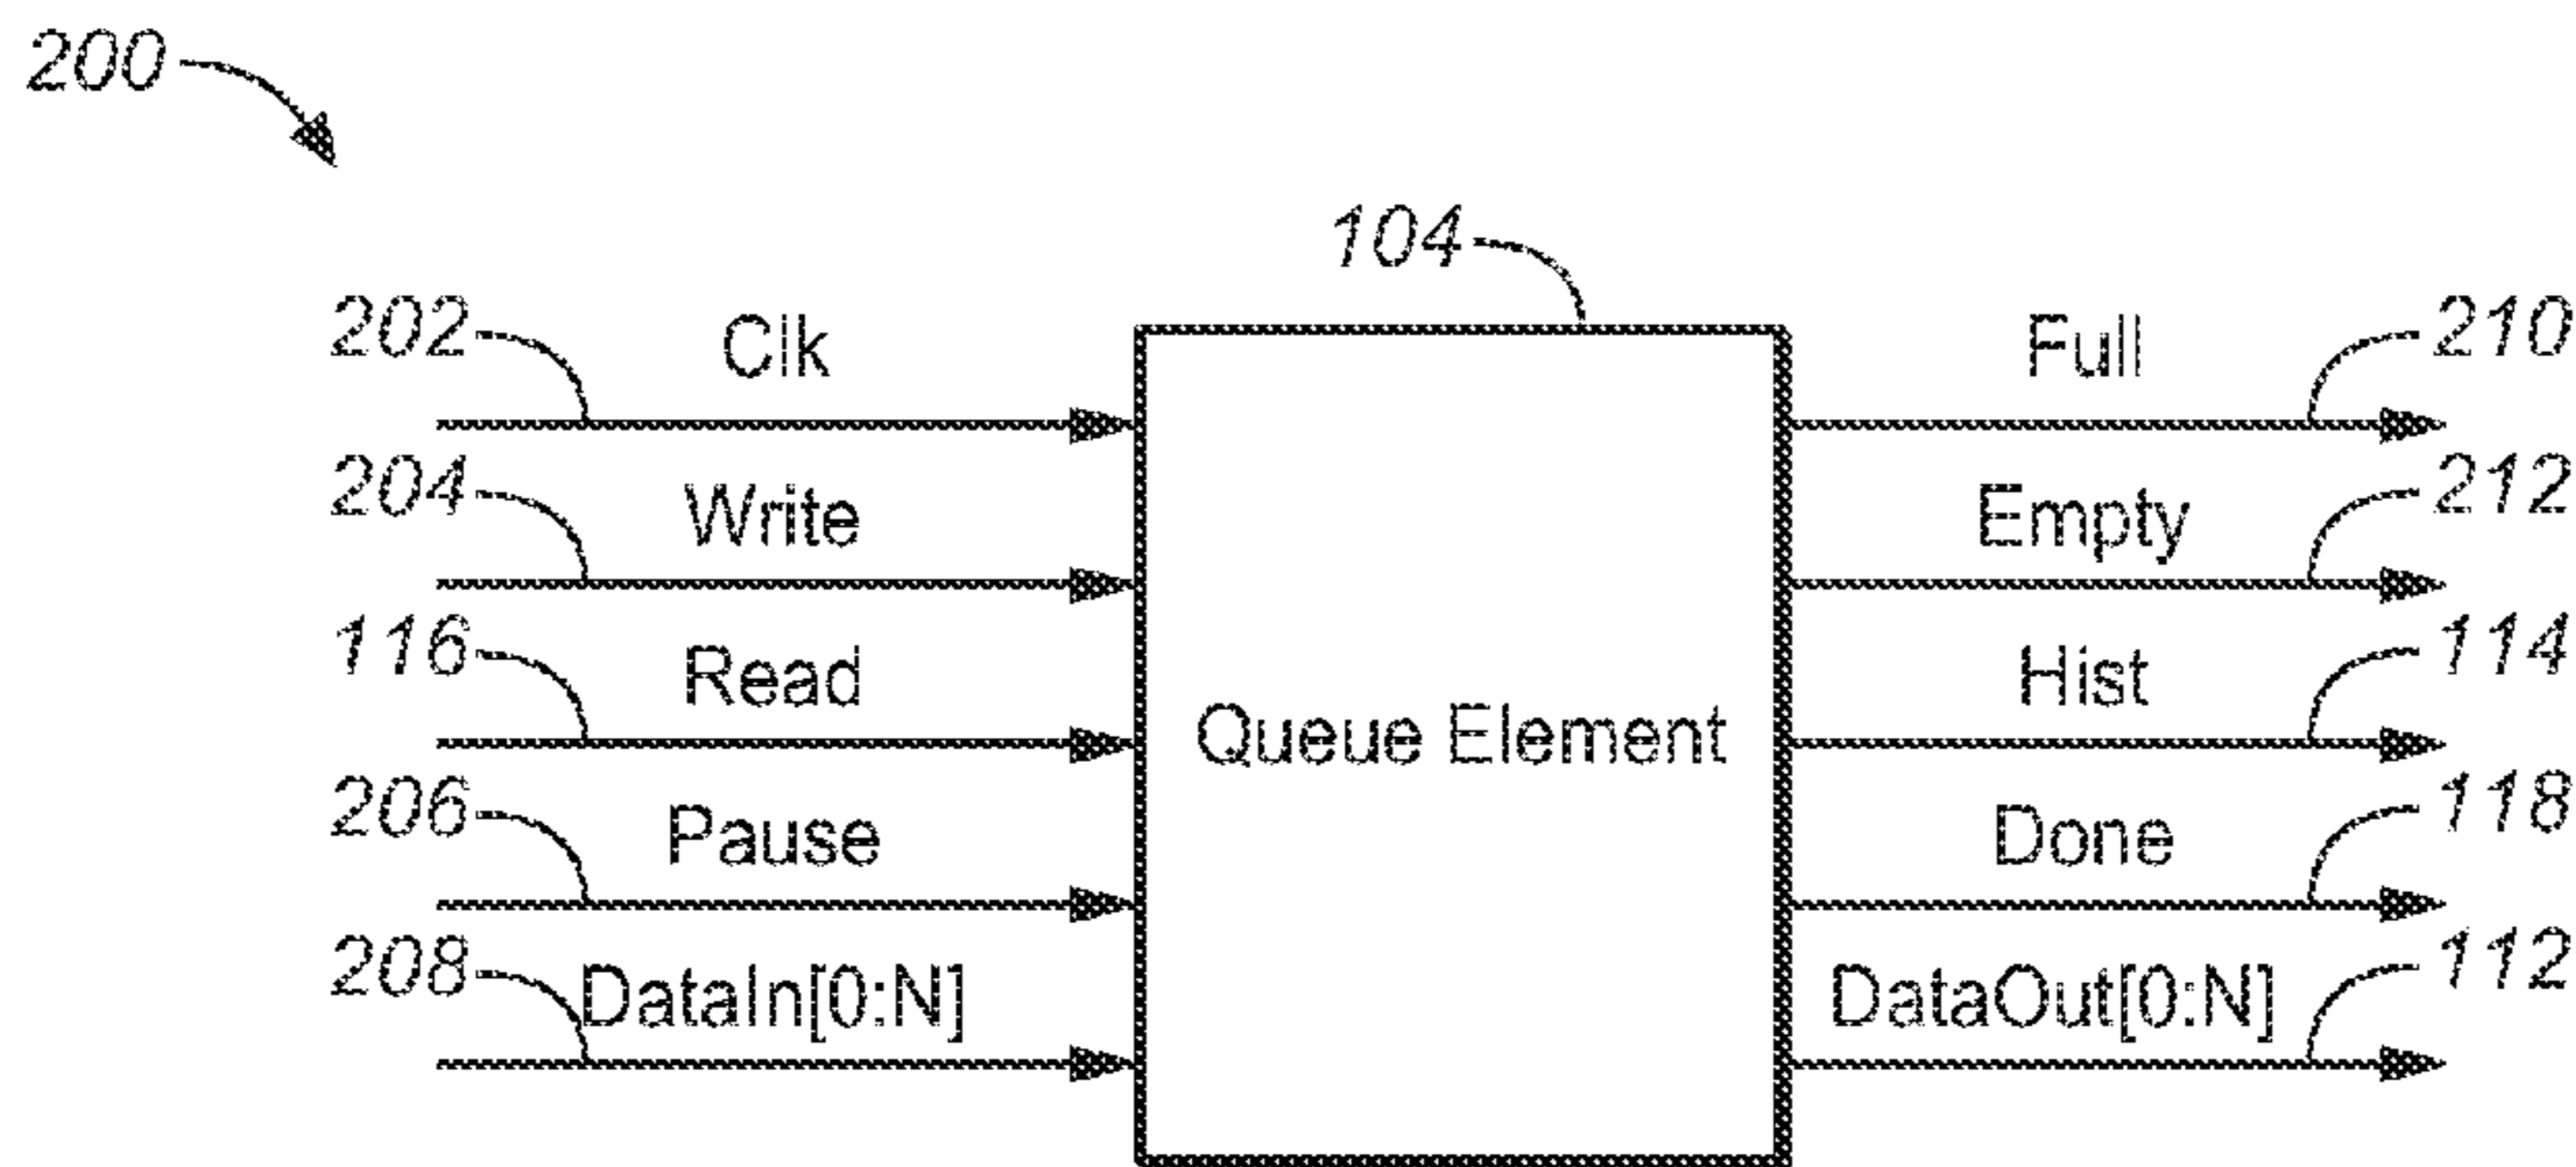 200
104
202 Clk Full 210
204 Write Empty 212
116 Read Hist 114
Queue Element
206 Pause Done 118
208 DataIn[0:N] DataOut[0:N] 112